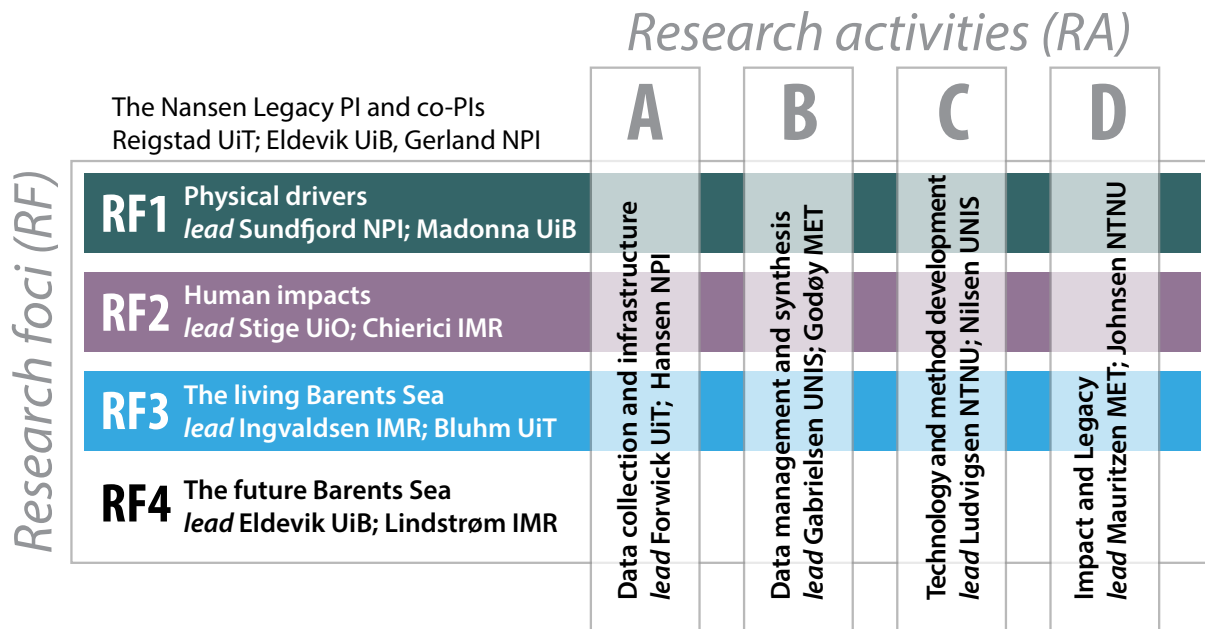 Research activities (RA)
The Nansen Legacy PI and co-PIs
Reigstad UiT; Eldevik UiB, Gerland NPI
A
B
C
D
Research foci (RF)
RF1
Physical drivers
lead Sundfjord NPI; Madonna UiB
RF2
Human impacts
lead Stige UiO; Chierici IMR
RF3
The living Barents Sea
lead Ingvaldsen IMR; Bluhm UiT
RF4
The future Barents Sea
lead Eldevik UiB; Lindstrøm IMR
Data collection and infrastructure
lead Forwick UiT; Hansen NPI
Data management and synthesis
lead Gabrielsen UNIS; Godøy MET
Technology and method development
lead Ludvigsen NTNU; Nilsen UNIS
Impact and Legacy
lead Mauritzen MET; Johnsen NTNU